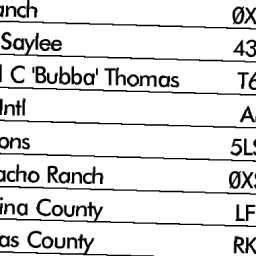 anch ØX
Saylee 43
l C 'Bubba' Thomas T6
Intl A
ons 5LS
acho Ranch ØXS
ina County LF
as County RK